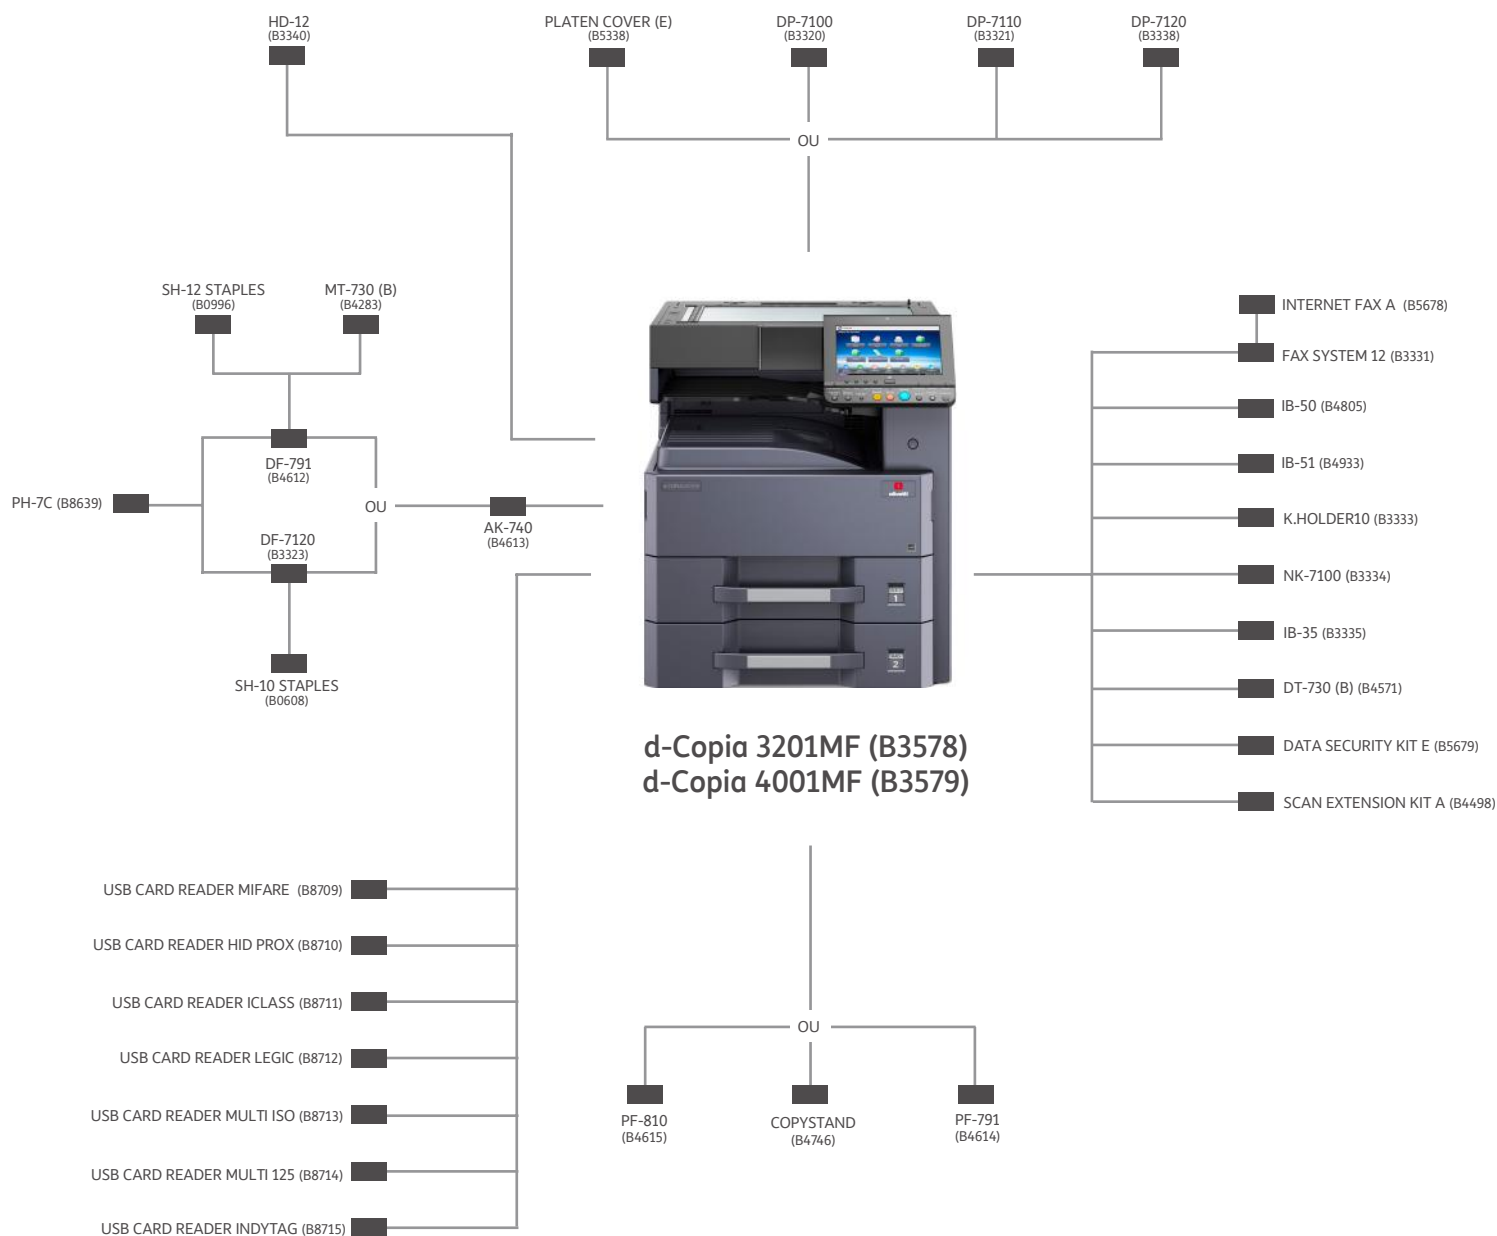 HD-12
(B3340)
PLATEN COVER (E)
(B5338)
DP-7100
(B3320)
DP-7110
(B3321)
DP-7120
(B3338)
OU
SH-12 STAPLES
(B0996)
MT-730 (B)
(B4283)
DF-791
(B4612)
PH-7C (B8639)
OU
AK-740
(B4613)
DF-7120
(B3323)
SH-10 STAPLES
(B0608)
olivetti
1
2
INTERNET FAX A (B5678)
FAX SYSTEM 12 (B3331)
IB-50 (B4805)
IB-51 (B4933)
K.HOLDER10 (B3333)
NK-7100 (B3334)
IB-35 (B3335)
DT-730 (B) (B4571)
DATA SECURITY KIT E (B5679)
SCAN EXTENSION KIT A (B4498)
d-Copia 3201MF (B3578)
d-Copia 4001MF (B3579)
USB CARD READER MIFARE (B8709)
USB CARD READER HID PROX (B8710)
USB CARD READER ICLASS (B8711)
USB CARD READER LEGIC (B8712)
USB CARD READER MULTI ISO (B8713)
USB CARD READER MULTI 125 (B8714)
USB CARD READER INDYTAG (B8715)
OU
PF-810
(B4615)
COPYSTAND
(B4746)
PF-791
(B4614)